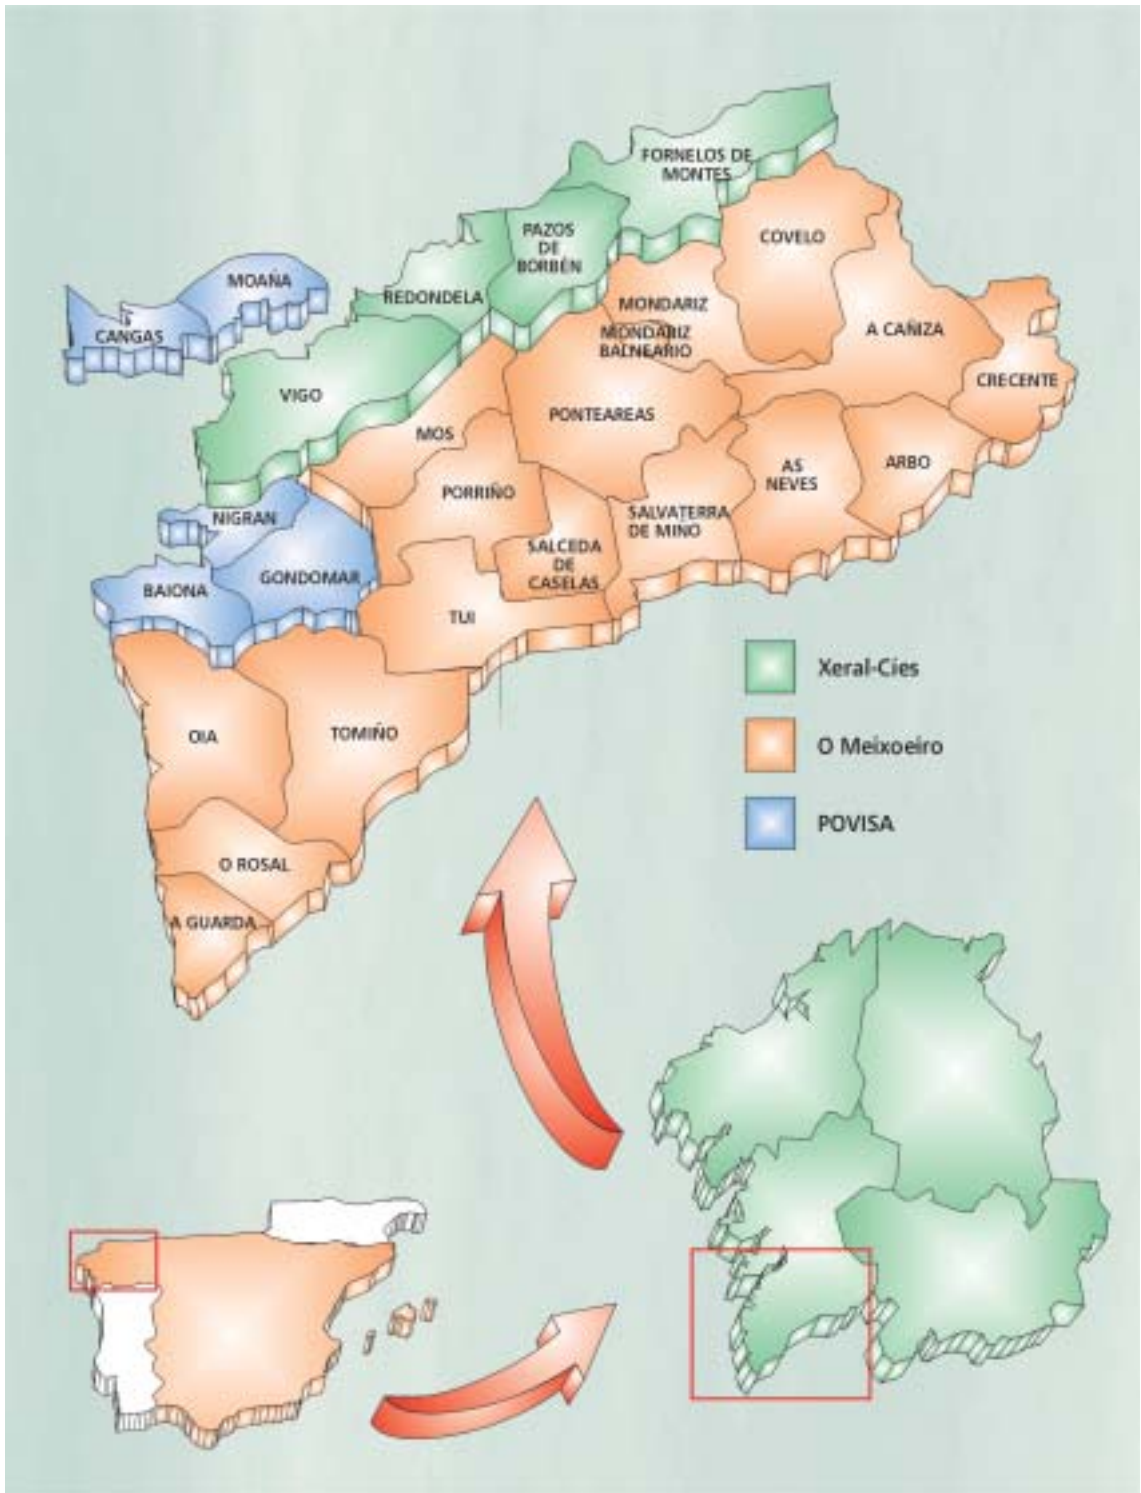 FORNELOS DE
MONTES
PAZOS
DE
BORBÉN
COVELO
MOAÑA
REDONDELA
MONDARIZ
CANGAS
MONDARIZ
BALNEARIO
A CAÑIZA
CRECENTE
VIGO
PONTEAREAS
MOS
ARBO
AS
NEVES
PORRIÑO
NIGRAN
SALVATERRA
DE MIÑO
SALCEDA
DE
CASELAS
GONDOMAR
BAIONA
TUI
OIA
TOMIÑO
O ROSAL
A GUARDA
Xeral-Cíes
O Meixoeiro
POVISA